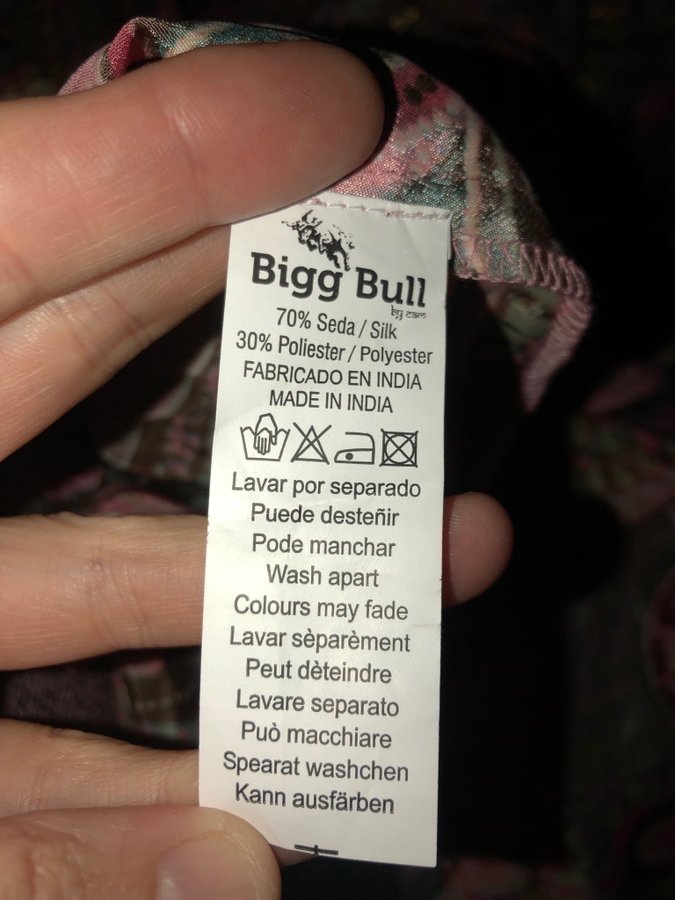 Bigg Bull
by cam
70% Seda / Silk
30% Poliester / Polyester
FABRICADO EN INDIA
MADE IN INDIA
Lavar por separado
Puede desteñir
Pode manchar
Wash apart
Colours may fade
Lavar sèparèment
Peut dèteindre
Lavare separato
Può macchiare
Spearat washchen
Kann ausfärben